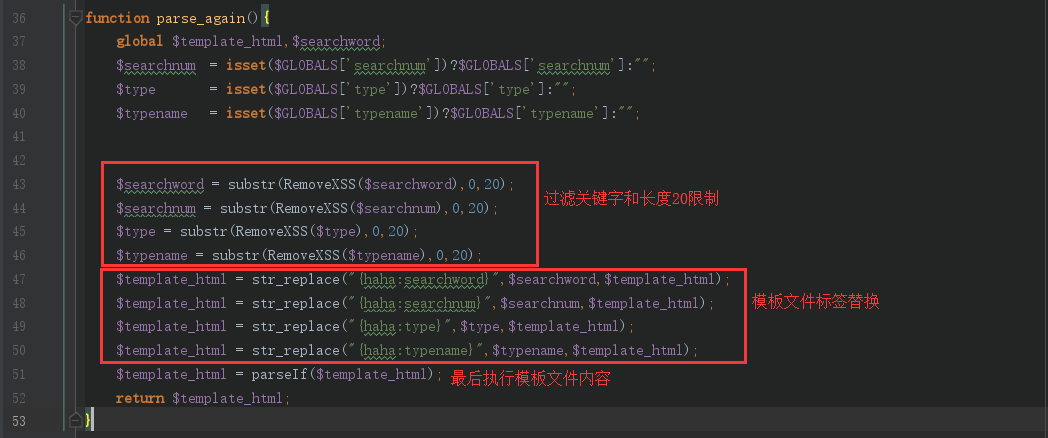 36 function parse_again(){
37 global $template_html,$searchword;
38 $searchnum = isset($GLOBALS['searchnum'])?$GLOBALS['searchnum']:"";
39 $type = isset($GLOBALS['type'])?$GLOBALS['type']:"";
40 $typename = isset($GLOBALS['typename'])?$GLOBALS['typename']:"";
41
42
43 $searchword = substr(RemoveXSS($searchword),0,20);
过滤关键字和长度20限制
44 $searchnum = substr(RemoveXSS($searchnum),0,20);
45 $type = substr(RemoveXSS($type),0,20);
46 $typename = substr(RemoveXSS($typename),0,20);
47 $template_html = str_replace("{haha:searchword}",$searchword,$template_html);
48 $template_html = str_replace("{haha:searchnum}",$searchnum,$template_html);
模板文件标签替换
49 $template_html = str_replace("{haha:type}",$type,$template_html);
50 $template_html = str_replace("{haha:typename}",$typename,$template_html);
51 $template_html = parseIf($template_html); 最后执行模板文件内容
52 return $template_html;
53 }